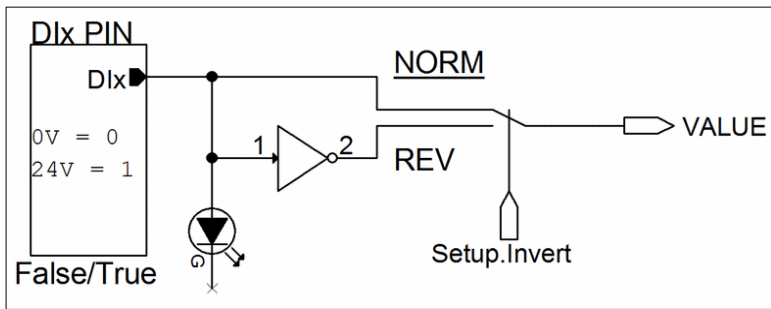 DIx PIN
DIx
0V = 0
24V = 1
False/True
NORM
1
2
REV
G
VALUE
Setup.Invert